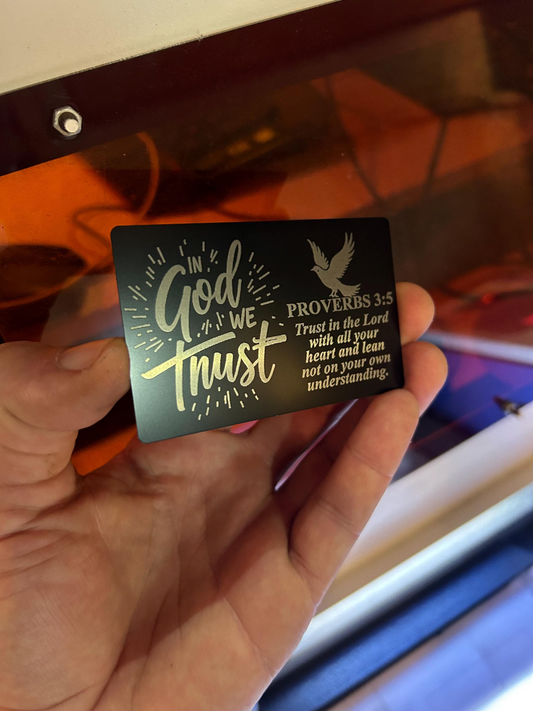 IN
God
WE
Trust
PROVERBS 3:5
Trust in the Lord
with all your
heart and lean
not on your own
understanding.